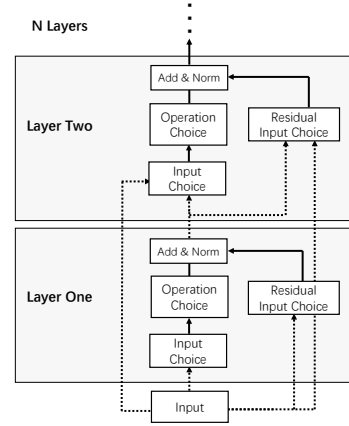 N Layers
Add & Norm
Layer Two
Operation
Choice
Residual
Input Choice
Input
Choice
Add & Norm
Layer One
Operation
Choice
Residual
Input Choice
Input
Choice
Input